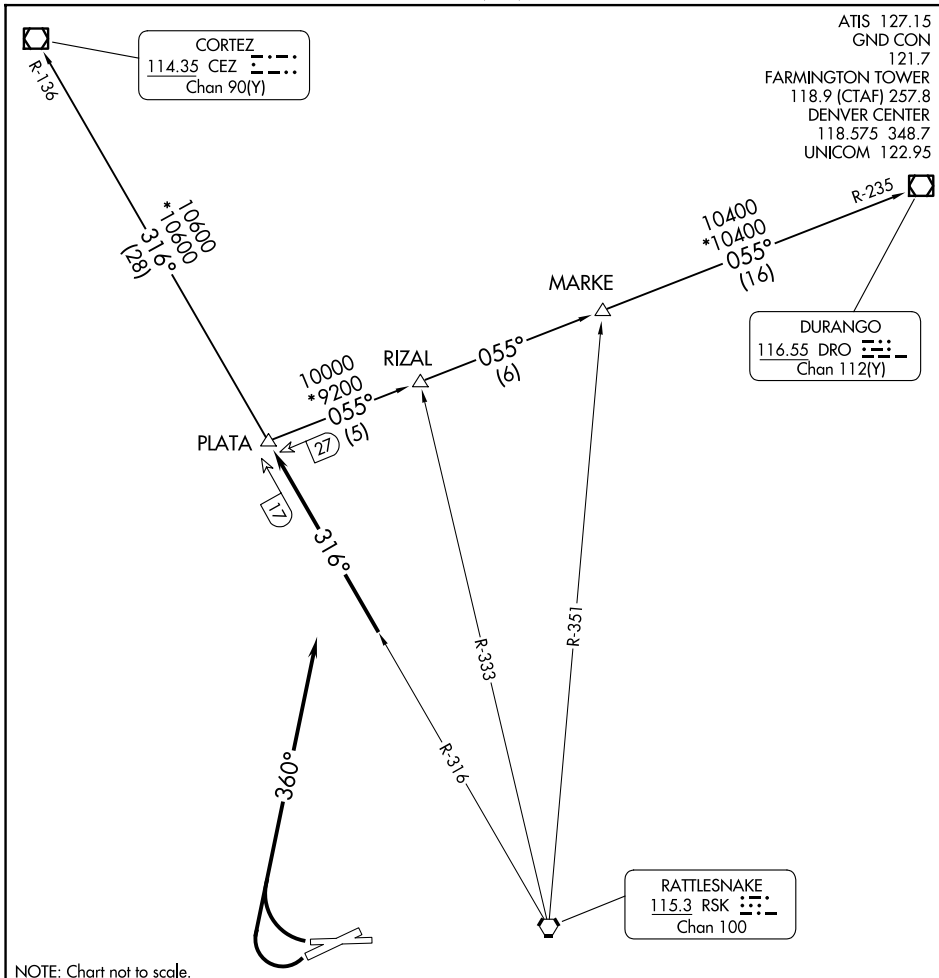 ATIS 127.15
GND CON
121.7
FARMINGTON TOWER
118.9 (CTAF) 257.8
DENVER CENTER
118.575 348.7
UNICOM 122.95
CORTEZ
114.35 CEZ
Chan 90(Y)
R-136
10600
*10600
316°
(28)
R-235
10400
*10400
055°
(16)
DURANGO
116.55 DRO
Chan 112(Y)
MARKE
055°
(6)
RIZAL
10000
*9200
055°
(5)
PLATA
27
17
316°
R-333
R-351
R-316
360°
RATTLESNAKE
115.3 RSK
Chan 100
NOTE: Chart not to scale.